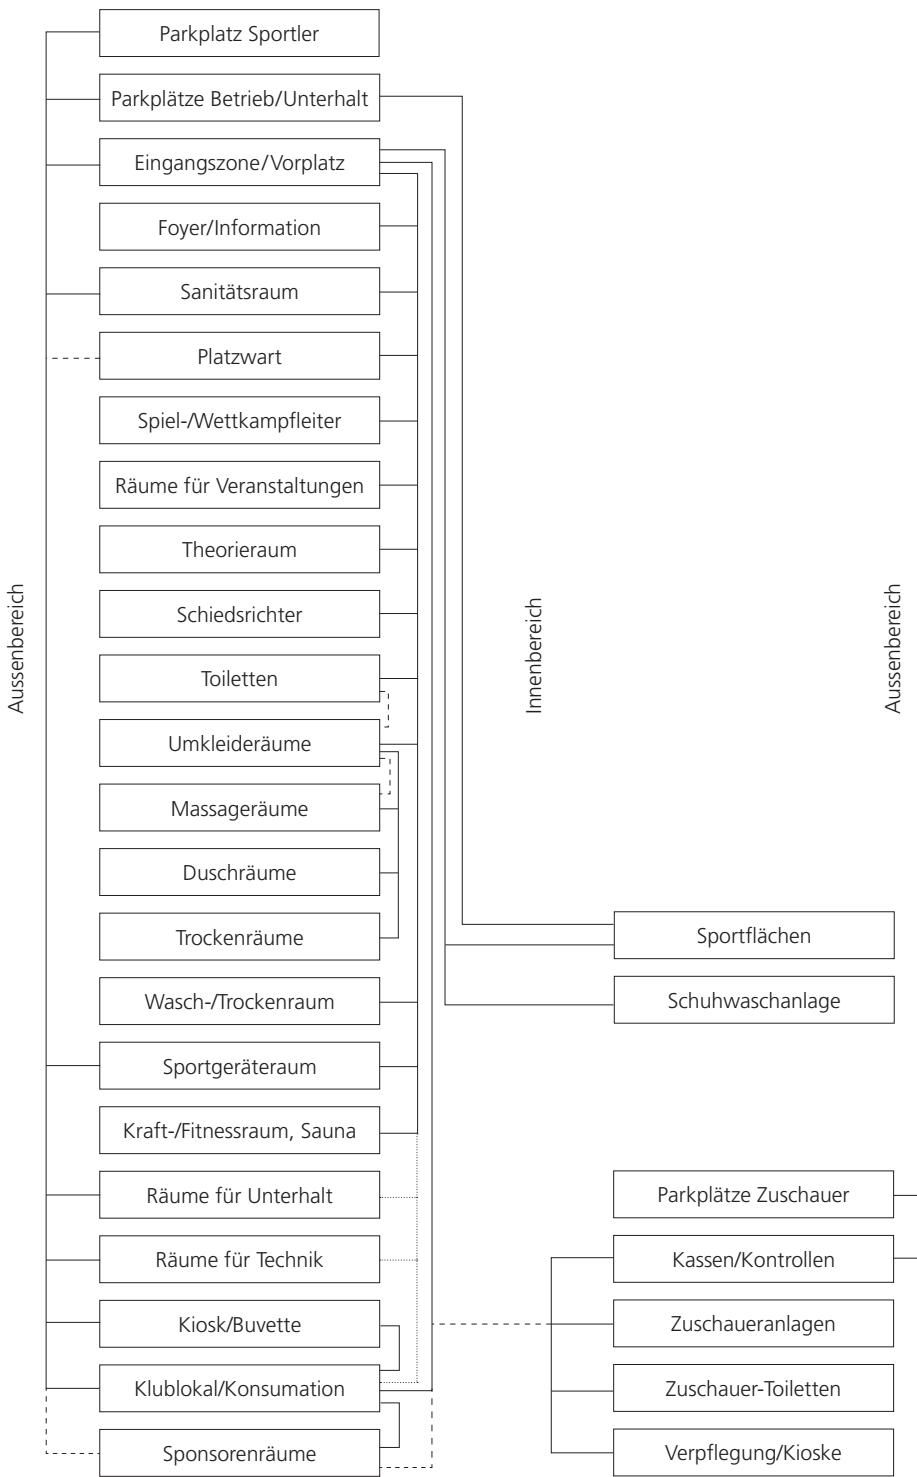 Parkplatz Sportler
Parkplätze Betrieb/Unterhalt
Eingangszone/Vorplatz
Foyer/Information
Sanitätsraum
Platzwart
Spiel-/Wettkampfleiter
Räume für Veranstaltungen
Theorieraum
Schiedsrichter
Toiletten
Umkleideräume
Massageräume
Duschräume
Trockenräume
Wasch-/Trockenraum
Sportgeräteraum
Kraft-/Fitnessraum, Sauna
Räume für Unterhalt
Räume für Technik
Kiosk/Buvette
Klublokal/Konsumation
Sponsorenräume
Aussenbereich
Innenbereich
Aussenbereich
Sportflächen
Schuhwaschanlage
Parkplätze Zuschauer
Kassen/Kontrollen
Zuschaueranlagen
Zuschauer-Toiletten
Verpflegung/Kioske